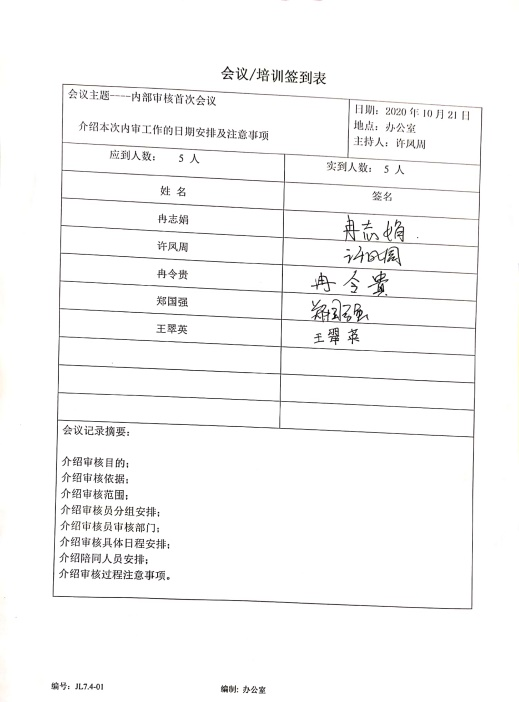 会议/培训签到表
会议主题----内部审核首次会议
介绍本次内审工作的日期安排及注意事项
日期：2020年10月21日
地点：办公室
主持人：许凤周
应到人数： 5 人
实到人数：5 人
姓 名
签名
冉志娟
冉志娟
许凤周
许凤周
冉令贵
冉令貴
郑国强
郑国强
王翠英
王翠英
会议记录摘要：
介绍审核目的；
介绍审核依据；
介绍审核范围；
介绍审核员分组安排；
介绍审核员审核部门；
介绍审核具体日程安排；
介绍陪同人员安排；
介绍审核过程注意事项。
编号：JL7.4-01
编制: 办公室